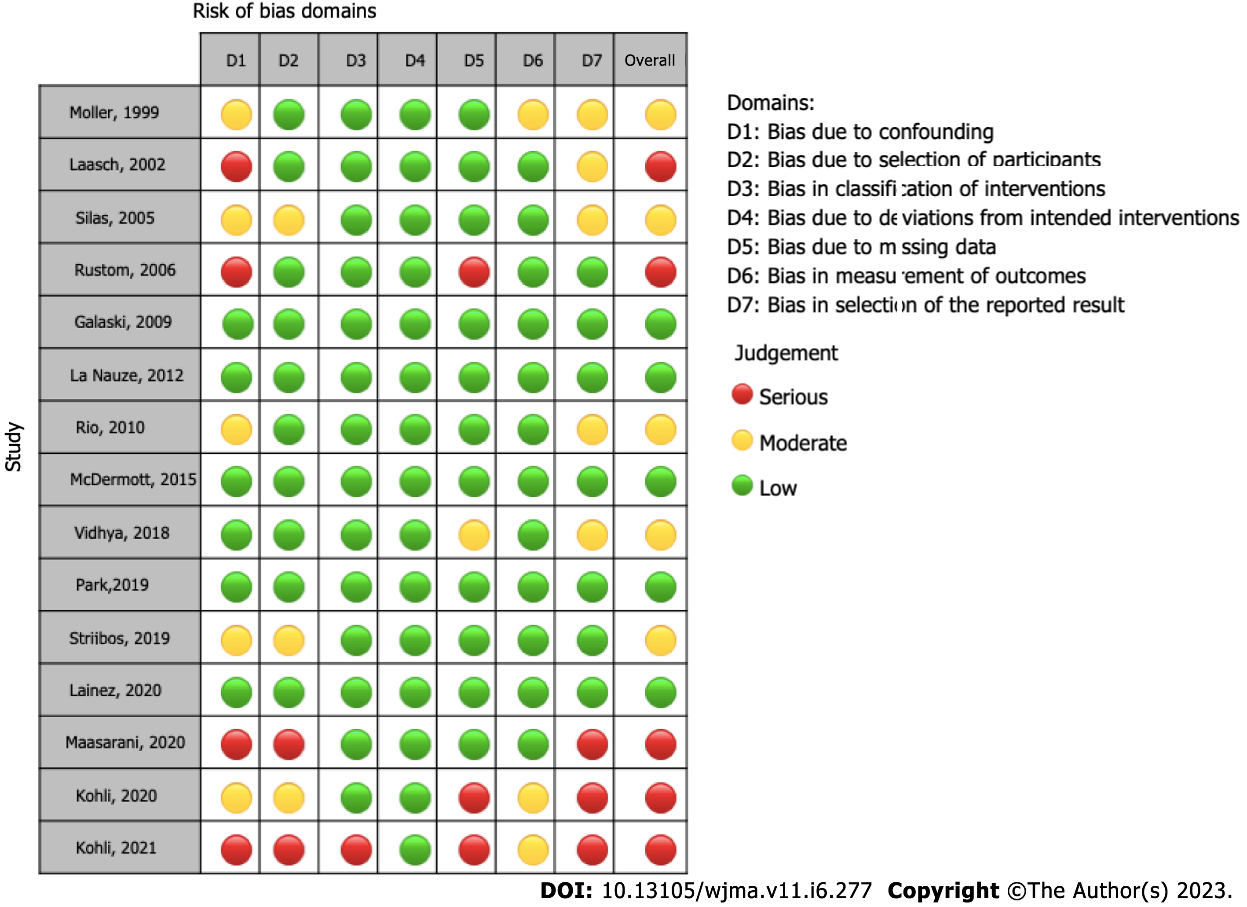 Risk of bias domains
D1 D2 D3 D4 D5 D6 D7 Overall
Study
Moller, 1999
Laasch, 2002
Silas, 2005
Rustom, 2006
Galaski, 2009
La Nauze, 2012
Rio, 2010
McDermott, 2015
Vidhya, 2018
Park,2019
Striibos, 2019
Lainez, 2020
Maasarani, 2020
Kohli, 2020
Kohli, 2021
Domains:
D1: Bias due to confounding
D2: Bias due to selection of participants
D3: Bias in classification of interventions
D4: Bias due to deviations from intended interventions
D5: Bias due to missing data
D6: Bias in measurement of outcomes
D7: Bias in selection of the reported result
Judgement
Serious
Moderate
Low
DOI: 10.13105/wjma.v11.i6.277 Copyright ©The Author(s) 2023.